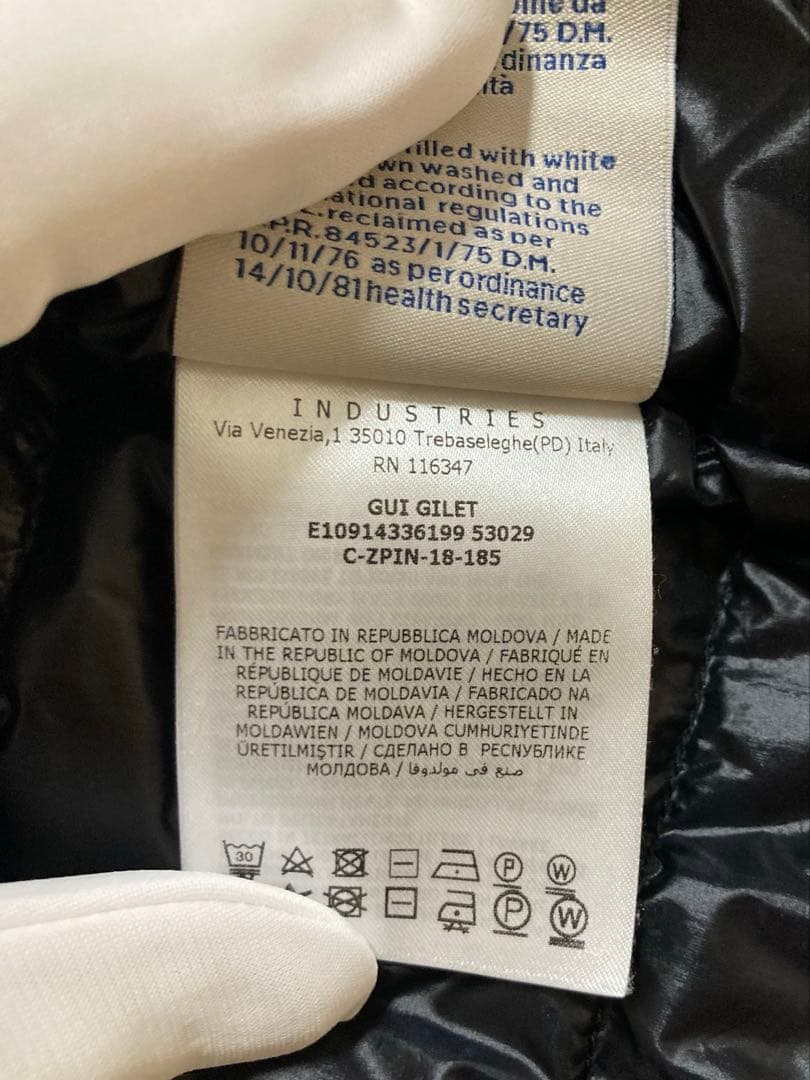 /75 D.M.
dinanza
with white
washed and
according to the
regulations
reclaimed as per
84523/1/75 D.M.
10/11/76 as per ordinance
14/10/81 health secretary
INDUSTRIES
Via Venezia,1 35010 Trebaseleghe(PD) Italy
RN 116347
GUI GILET
E10914336199 53029
C-ZPIN-18-185
FABBRICATO IN REPUBBLICA MOLDOVA / MADE
IN THE REPUBLIC OF MOLDOVA / FABRIQUÉ EN
RÉPUBLIQUE DE MOLDAVIE / HECHO EN LA
REPÚBLICA DE MOLDAVIA / FABRICADO NA
REPÚBLICA MOLDAVA / HERGESTELLT IN
MOLDAWIEN / MOLDOVA CUMHURIYETINDE
ÜRETILMIŞTIR / СДЕЛАНО В РЕСПУБЛИКЕ
МОЛДОВА / صنع في مولدوفا
30 P W
P W